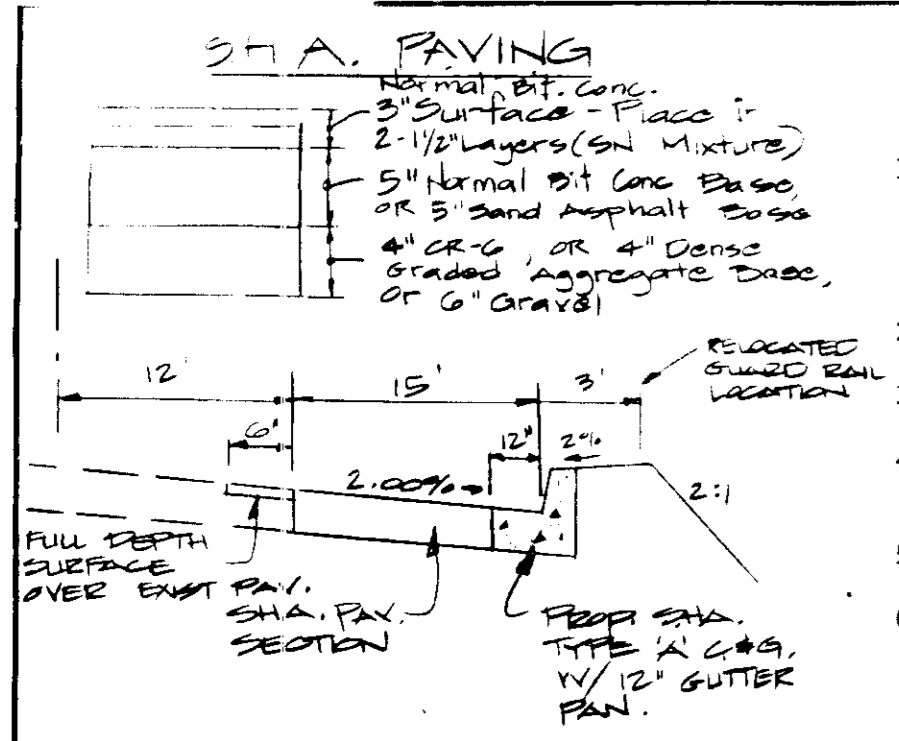 SHA. PAVING
Normal Bit. Conc.
3" Surface - Place in
2-1 1/2" Layers (SN Mixture)
5" Normal Bit Conc Base,
OR 5" Sand Asphalt Base
4" CR-6, OR 4" Dense
Graded Aggregate Base,
Or 6" Gravel
RELOCATED
GUARD RAIL
LOCATION
12'
15'
3'
6"
12"
2%
2.00%
2:1
FULL DEPTH
SURFACE
OVER EXIST PAV.
SHA. PAV.
SECTION
PROP. SHA.
TYPE 'A' C&G.
W/ 12" GUTTER
PAN.